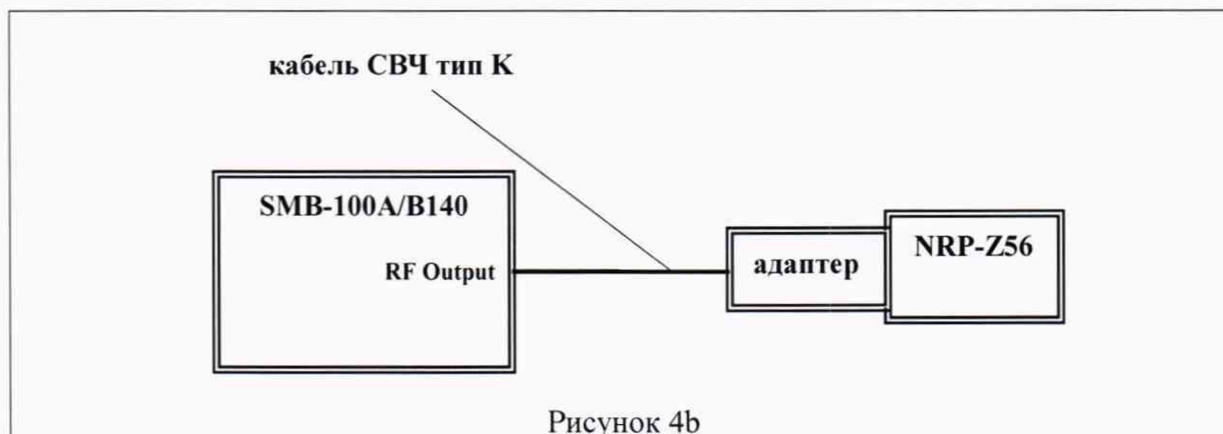 кабель СВЧ тип K
SMB-100A/B140
RF Output
адаптер
NRP-Z56
Рисунок 4b